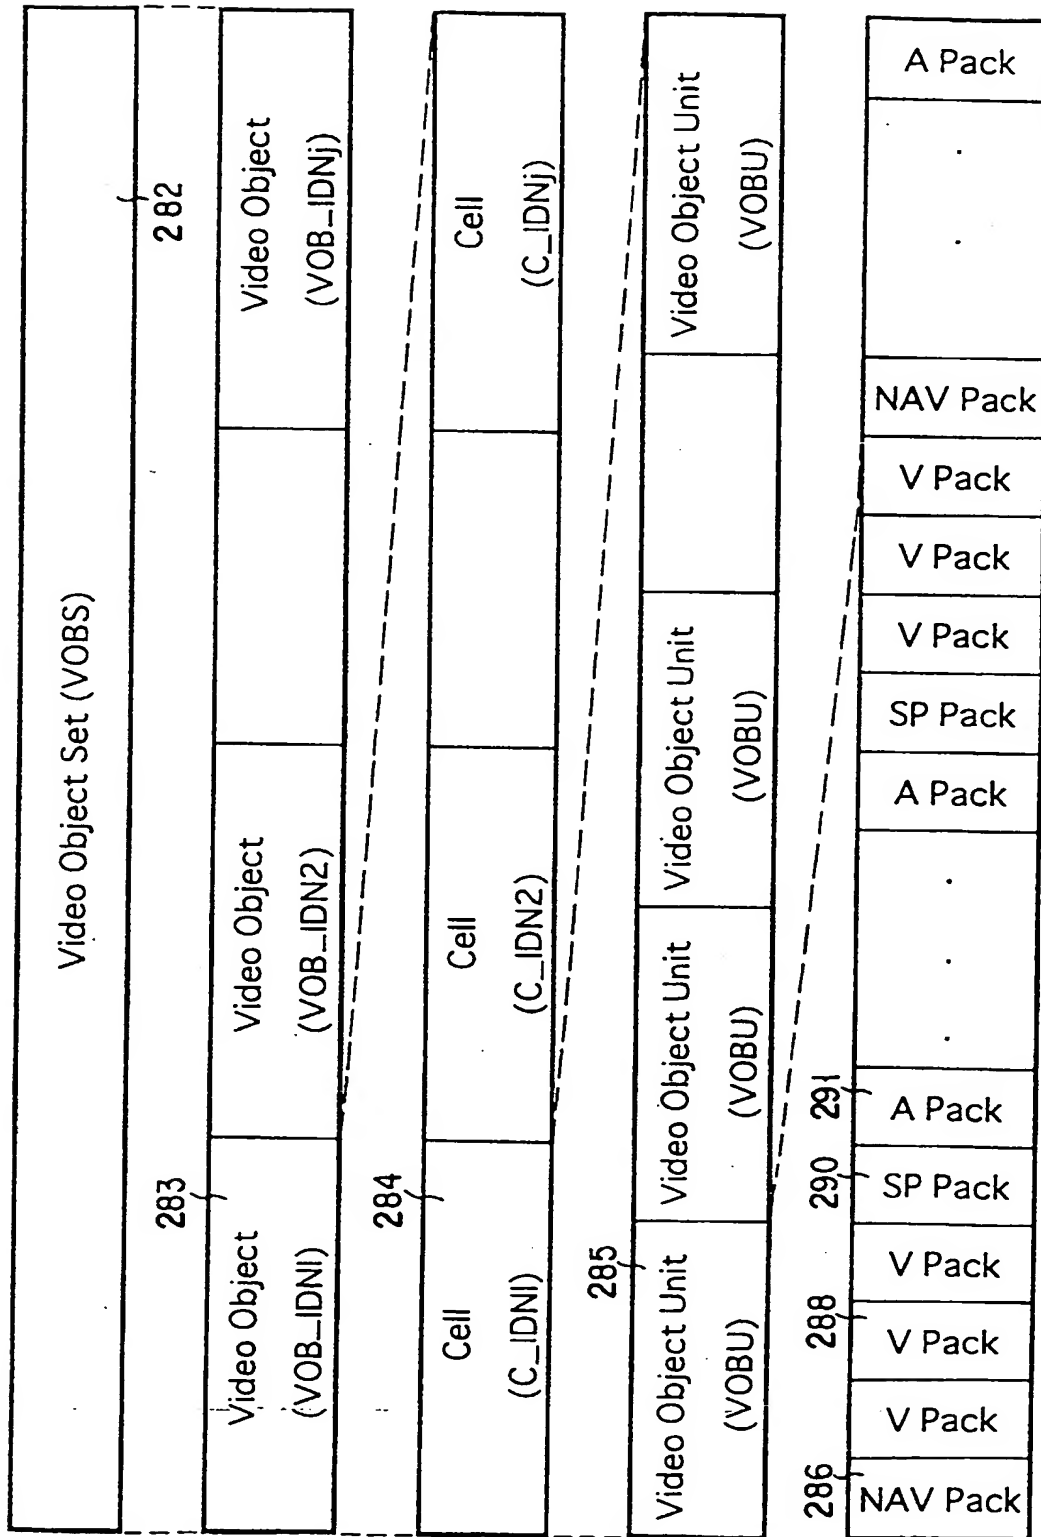 Video Object Set (VOBS)
282
283
Video Object
(VOB_IDN1)
Video Object
(VOB_IDN2)
Video Object
(VOB_IDNj)
284
Cell
(C_IDN1)
Cell
(C_IDN2)
Cell
(C_IDNj)
285
Video Object Unit
(VOBU)
Video Object Unit
(VOBU)
Video Object Unit
(VOBU)
Video Object Unit
(VOBU)
286
288
290
291
NAV Pack
V Pack
V Pack
V Pack
SP Pack
A Pack
. . .
A Pack
SP Pack
V Pack
V Pack
V Pack
NAV Pack
. .
A Pack